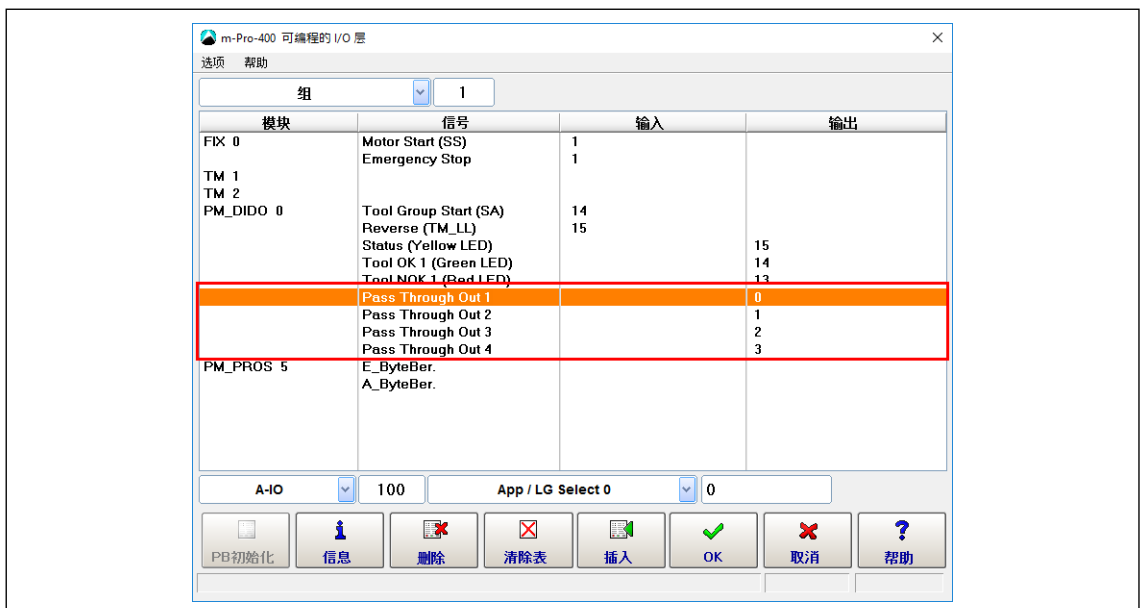 m-Pro-400 可编程的 I/O 层
选项 帮助
组 1
模块 信号 输入 输出
FIX 0 Motor Start (SS) 1
Emergency Stop 1
TM 1
TM 2
PM_DIDO 0 Tool Group Start (SA) 14
Reverse (TM_LL) 15
Status (Yellow LED) 15
Tool OK 1 (Green LED) 14
Tool NOK 1 (Red LED) 13
Pass Through Out 1 0
Pass Through Out 2 1
Pass Through Out 3 2
Pass Through Out 4 3
PM_PROS 5 E_ByteBer.
A_ByteBer.
A-IO 100 App / LG Select 0 0
PB初始化 信息 删除 清除表 插入 OK 取消 帮助